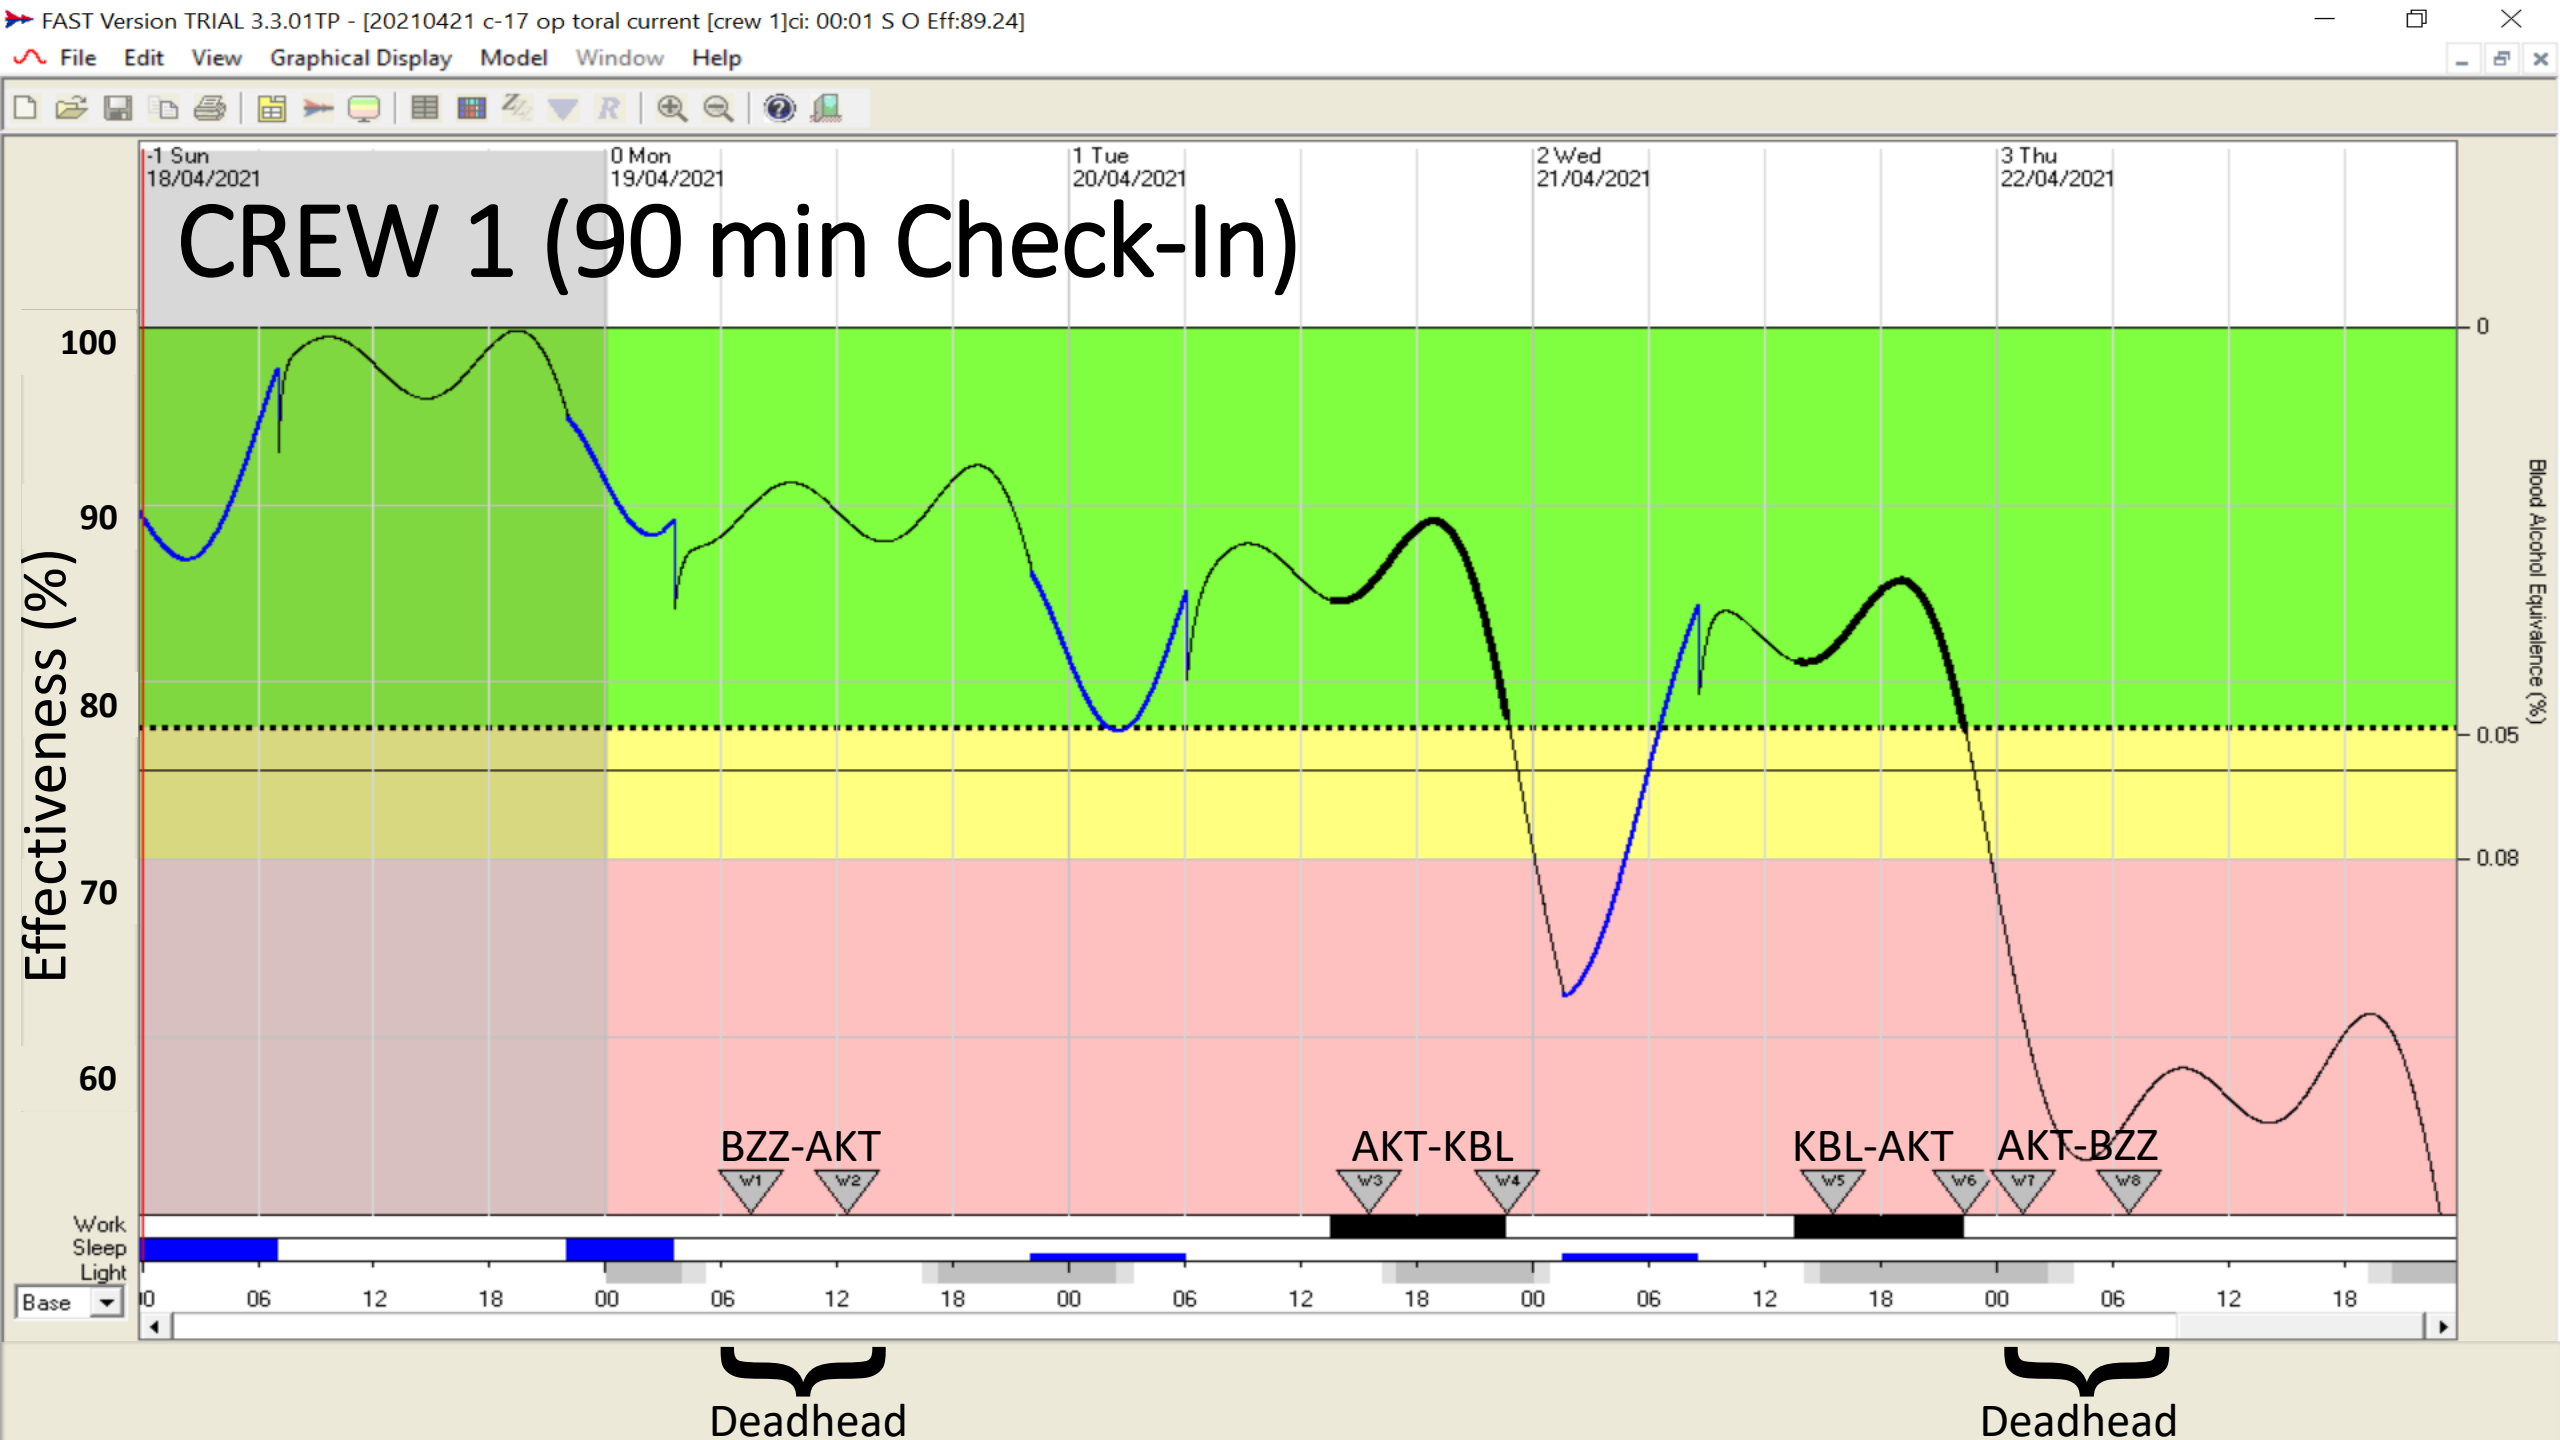 FAST Version TRIAL 3.3.01TP - [20210421 c-17 op toral current [crew 1]ci: 00:01 S O Eff:89.24]
File Edit View Graphical Display Model Window Help
-1 Sun 0 Mon 1 Tue 2 Wed 3 Thu
18/04/2021 19/04/2021 20/04/2021 21/04/2021 22/04/2021
CREW 1 (90 min Check-In)
100
90
80
70
60
Effectiveness (%)
0
0.05
0.08
Blood Alcohol Equivalence (%)
BZZ-AKT AKT-KBL KBL-AKT AKT-BZZ
W1 W2 W3 W4 W5 W6 W7 W8
Work
Sleep
Light
Base
00 06 12 18 00 06 12 18 00 06 12 18 00 06 12 18 00 06 12 18
Deadhead Deadhead